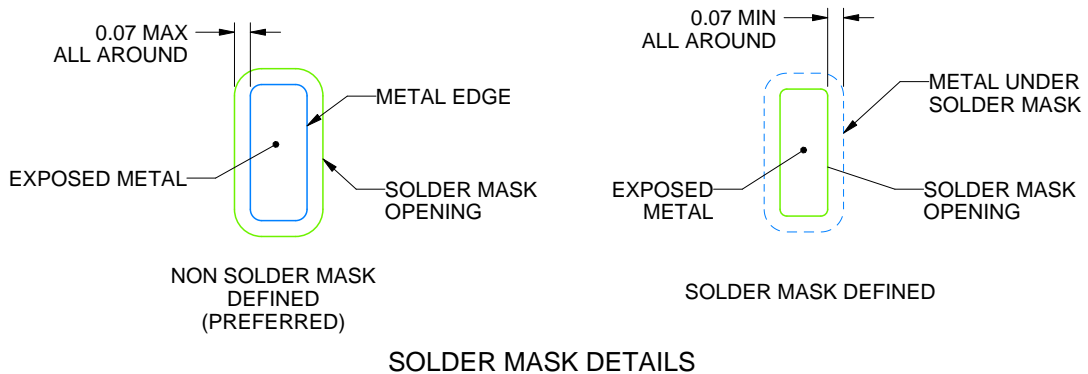 0.07 MAX
ALL AROUND
METAL EDGE
EXPOSED METAL
SOLDER MASK
OPENING
NON SOLDER MASK
DEFINED
(PREFERRED)
0.07 MIN
ALL AROUND
METAL UNDER
SOLDER MASK
EXPOSED
METAL
SOLDER MASK
OPENING
SOLDER MASK DEFINED
SOLDER MASK DETAILS